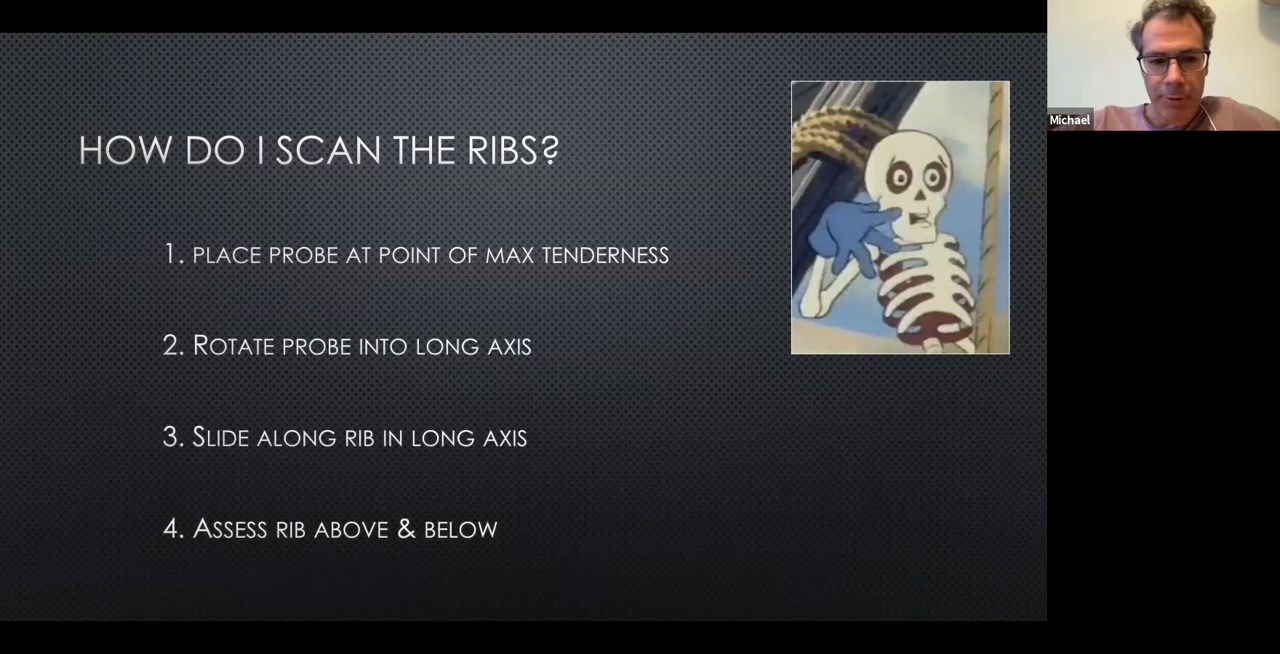 HOW DO I SCAN THE RIBS?
1. PLACE PROBE AT POINT OF MAX TENDERNESS
2. ROTATE PROBE INTO LONG AXIS
3. SLIDE ALONG RIB IN LONG AXIS
4. ASSESS RIB ABOVE & BELOW
Michael